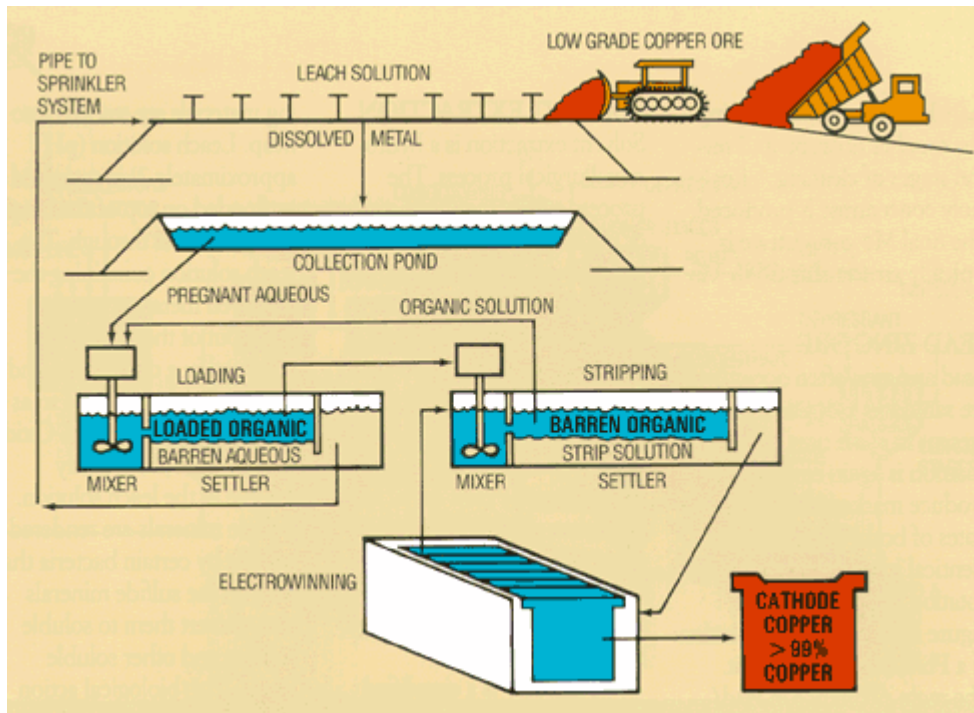 LOW GRADE COPPER ORE
PIPE TO
SPRINKLER
SYSTEM
LEACH SOLUTION
DISSOLVED METAL
COLLECTION POND
PREGNANT AQUEOUS
ORGANIC SOLUTION
LOADING
STRIPPING
LOADED ORGANIC
BARREN AQUEOUS
MIXER
SETTLER
BARREN ORGANIC
STRIP SOLUTION
MIXER
SETTLER
ELECTROWINNING
CATHODE
COPPER
> 99%
COPPER